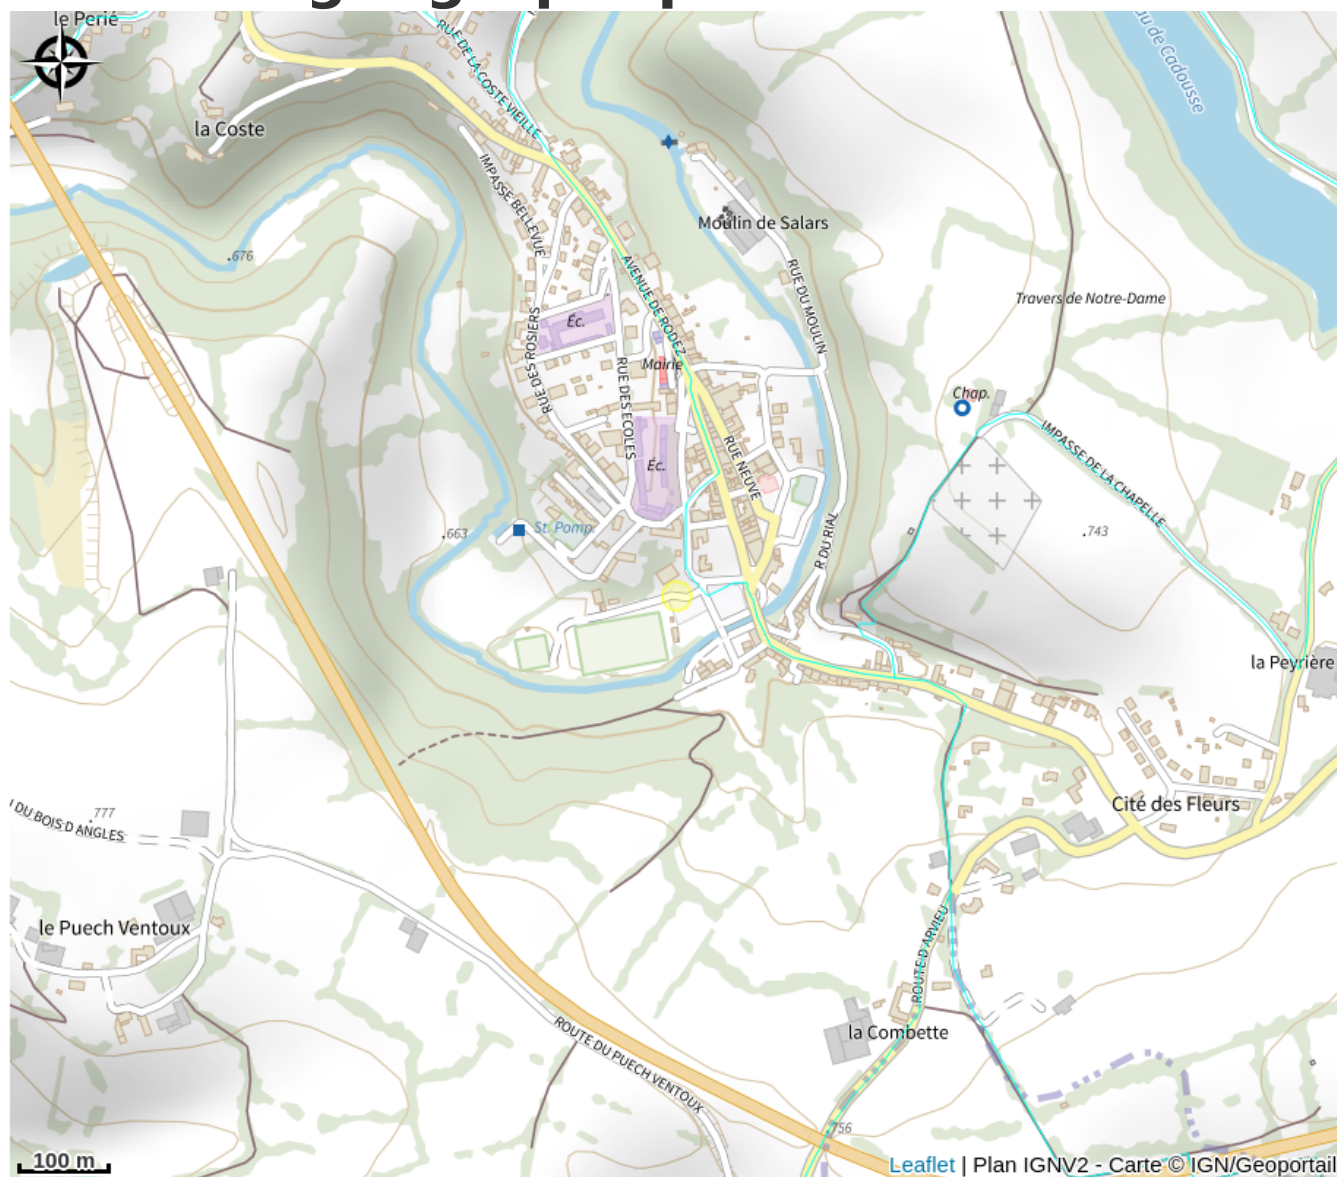 le Perié
RUE DE LA COSTE VIEILLE
au de Cadousse
la Coste
IMPASSE BELLEVUE
Moulin de Salars
.676
AVENUE DE RODEZ
RUE DU MOULIN
Travers de Notre-Dame
Éc.
RUE DES ROSIERS
Mairie
RUE DES ECOLES
Chap.
IMPASSE DE LA CHAPELLE
Éc.
RUE NEUVE
St. Pomp.
.663
R DU RIAL
.743
la Peyrière
.777
DU BOIS D ANGLES
Cité des Fleurs
le Puech Ventoux
ROUTE D'ARVIEU
la Combette
ROUTE DU PUECH VENTOUX
.756
100 m
Leaflet | Plan IGNV2 - Carte © IGN/Geoportail